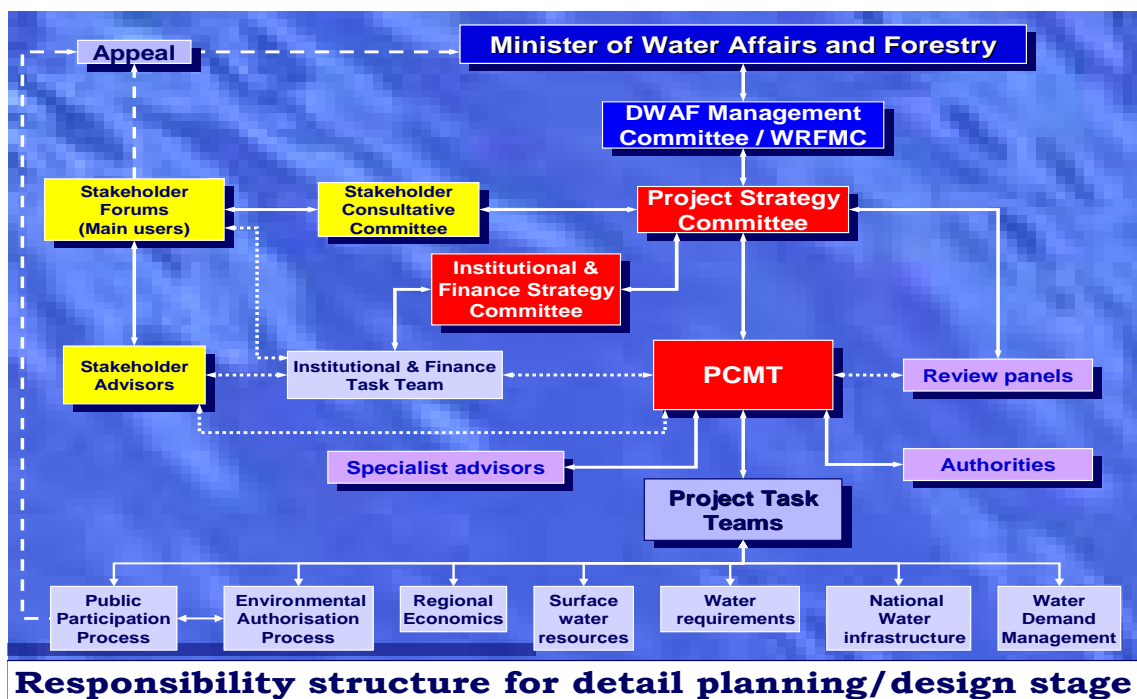 Appeal
Minister of Water Affairs and Forestry
DWAF Management
Committee / WRFMC
Stakeholder
Forums
(Main users)
Stakeholder
Consultative
Committee
Project Strategy
Committee
Institutional &
Finance Strategy
Committee
Stakeholder
Advisors
Institutional & Finance
Task Team
PCMT
Review panels
Specialist advisors
Authorities
Project Task
Teams
Public
Participation
Process
Environmental
Authorisation
Process
Regional
Economics
Surface
water
resources
Water
requirements
National
Water
infrastructure
Water
Demand
Management
Responsibility structure for detail planning/design stage